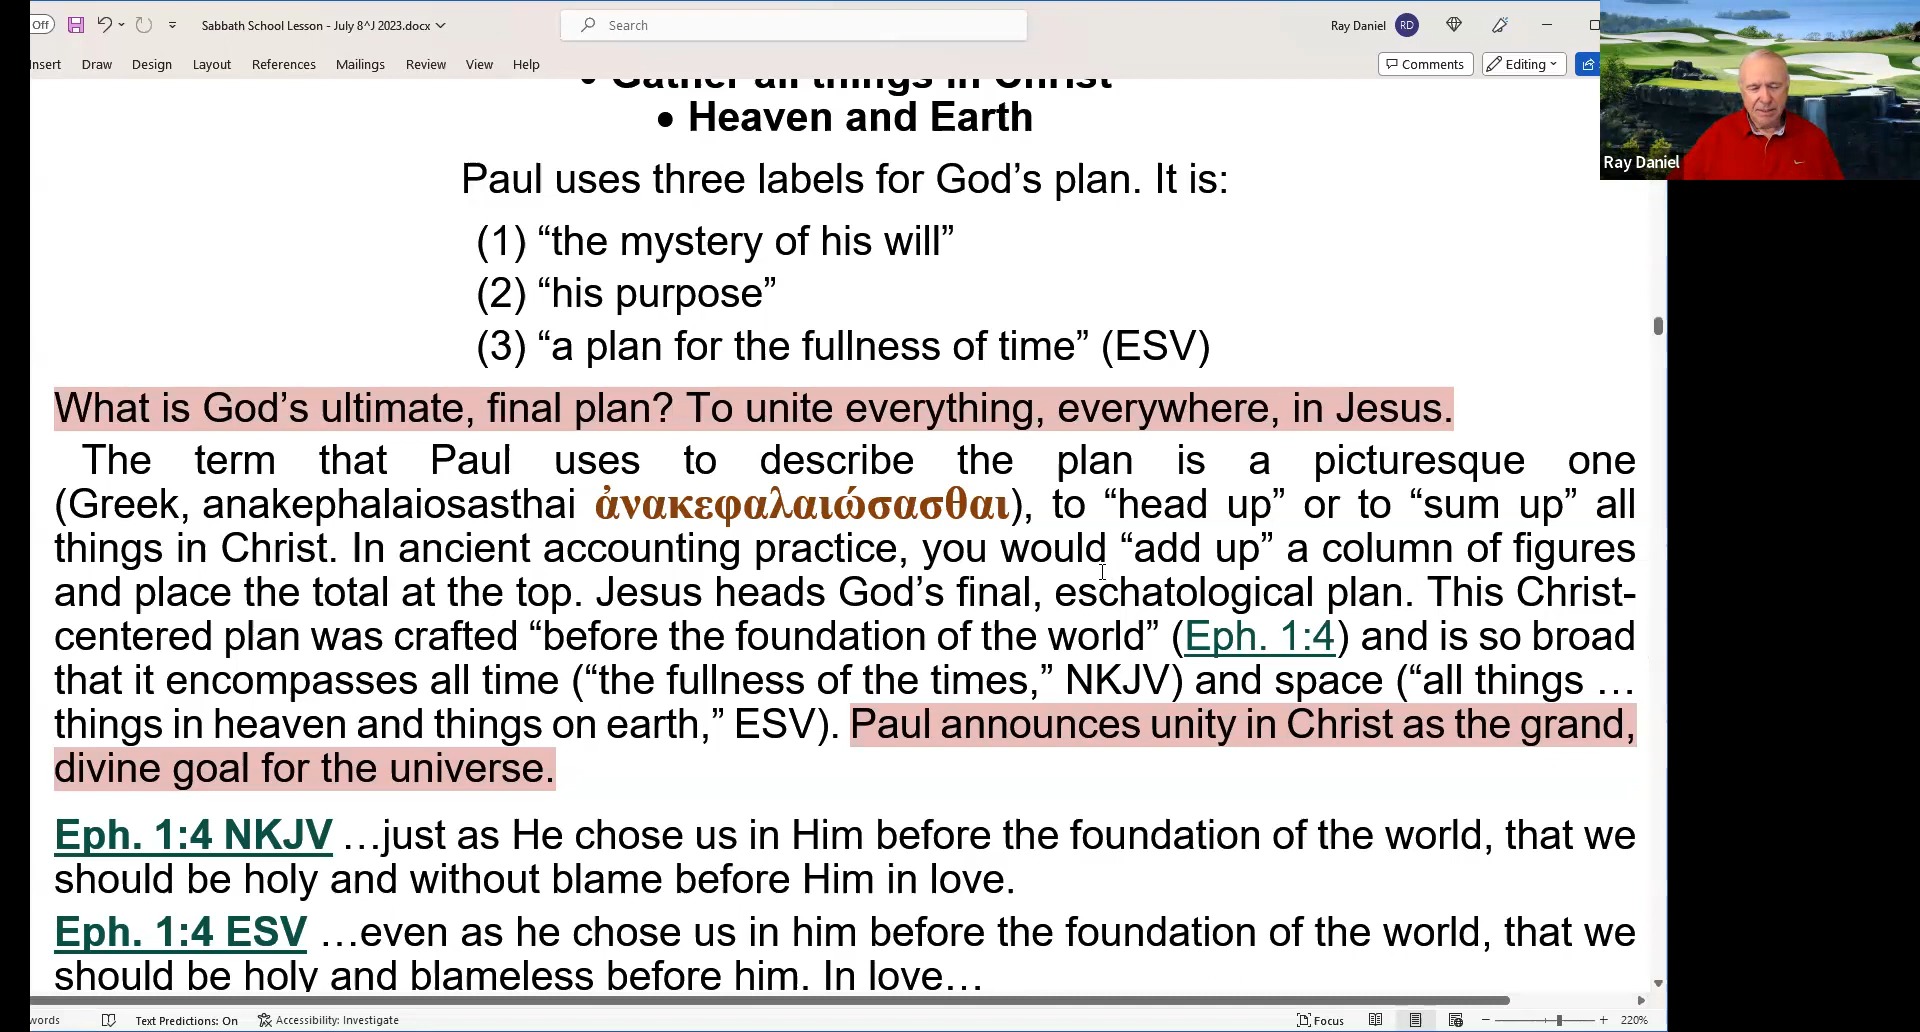 Off
Sabbath School Lesson - July 8^J 2023.docx
Search
Ray Daniel RD
Insert Draw Design Layout References Mailings Review View Help
Comments
Editing
Ray Daniel
• Gather all things in Christ
• Heaven and Earth
Paul uses three labels for God’s plan. It is:
(1) “the mystery of his will”
(2) “his purpose”
(3) “a plan for the fullness of time” (ESV)
What is God’s ultimate, final plan? To unite everything, everywhere, in Jesus.
The term that Paul uses to describe the plan is a picturesque one
(Greek, anakephalaiosasthai ἀνακεφαλαιώσασθαι), to “head up” or to “sum up” all
things in Christ. In ancient accounting practice, you would “add up” a column of figures
and place the total at the top. Jesus heads God’s final, eschatological plan. This Christ-
centered plan was crafted “before the foundation of the world” (Eph. 1:4) and is so broad
that it encompasses all time (“the fullness of the times,” NKJV) and space (“all things …
things in heaven and things on earth,” ESV). Paul announces unity in Christ as the grand,
divine goal for the universe.
Eph. 1:4 NKJV …just as He chose us in Him before the foundation of the world, that we
should be holy and without blame before Him in love.
Eph. 1:4 ESV …even as he chose us in him before the foundation of the world, that we
should be holy and blameless before him. In love…
words
Text Predictions: On
Accessibility: Investigate
Focus
220%